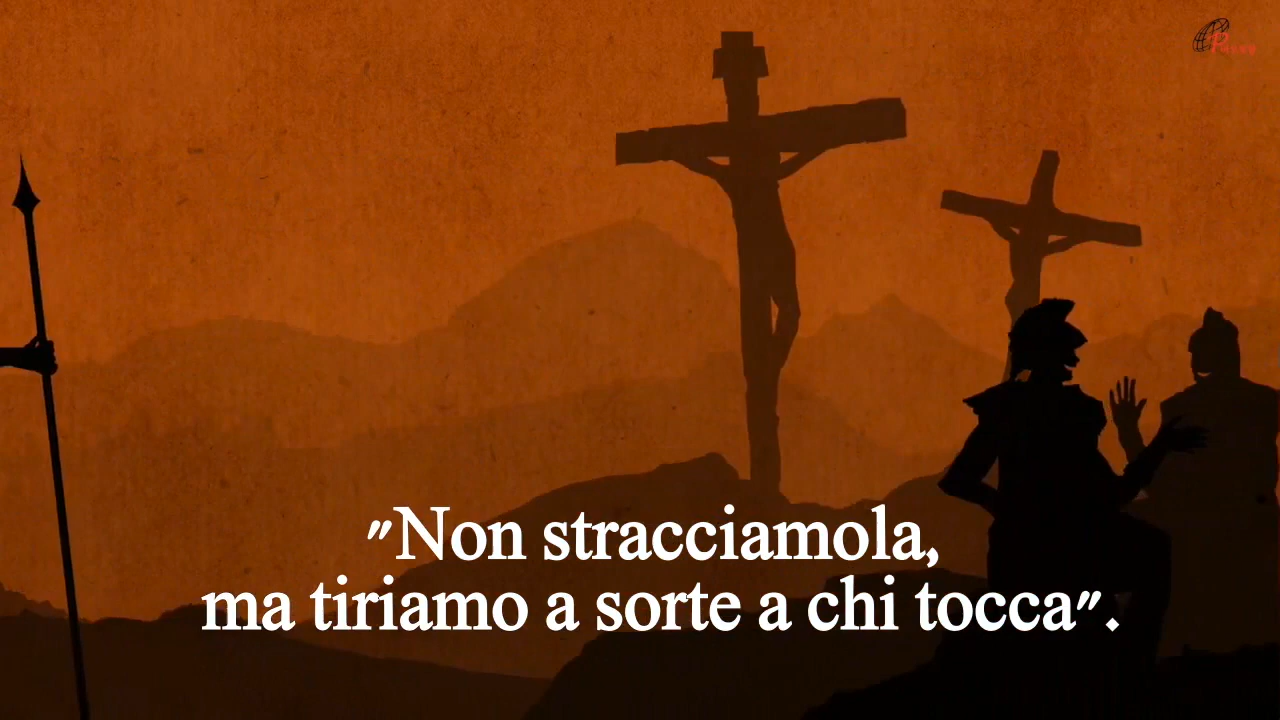 "Non stracciamola,
ma tiriamo a sorte a chi tocca".